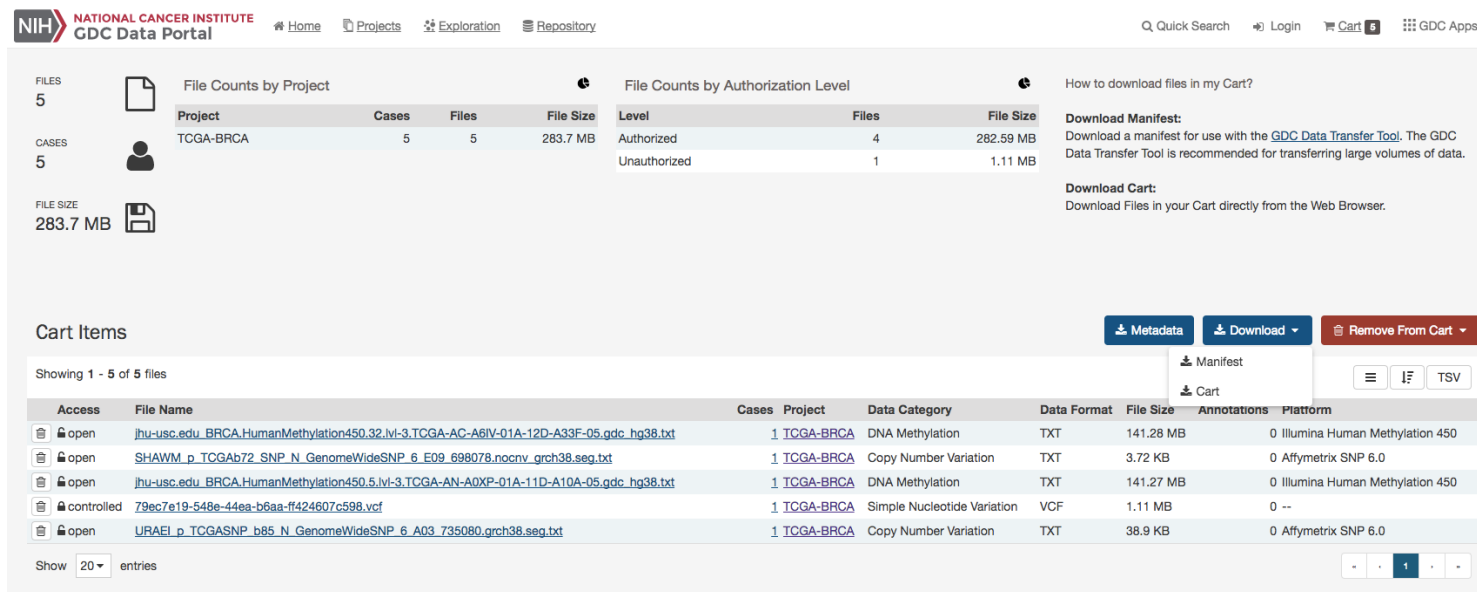 NIH NATIONAL CANCER INSTITUTE GDC Data Portal Home Projects Exploration Repository Quick Search Login Cart 5 GDC Apps
FILES
5
CASES
5
FILE SIZE
283.7 MB
File Counts by Project
Project Cases Files File Size
TCGA-BRCA 5 5 283.7 MB
File Counts by Authorization Level
Level Files File Size
Authorized 4 282.59 MB
Unauthorized 1 1.11 MB
How to download files in my Cart?
Download Manifest:
Download a manifest for use with the GDC Data Transfer Tool. The GDC
Data Transfer Tool is recommended for transferring large volumes of data.
Download Cart:
Download Files in your Cart directly from the Web Browser.
Cart Items
Metadata Download Remove From Cart
Manifest
Cart
Showing 1 - 5 of 5 files
TSV
Access File Name Cases Project Data Category Data Format File Size Annotations Platform
open jhu-usc.edu_BRCA.HumanMethylation450.32.lvl-3.TCGA-AC-A6IV-01A-12D-A33F-05.gdc_hg38.txt 1 TCGA-BRCA DNA Methylation TXT 141.28 MB 0 Illumina Human Methylation 450
open SHAWM_p_TCGAb72_SNP_N_GenomeWideSNP_6_E09_698078.nocnv_grch38.seg.txt 1 TCGA-BRCA Copy Number Variation TXT 3.72 KB 0 Affymetrix SNP 6.0
open jhu-usc.edu_BRCA.HumanMethylation450.5.lvl-3.TCGA-AN-A0XP-01A-11D-A10A-05.gdc_hg38.txt 1 TCGA-BRCA DNA Methylation TXT 141.27 MB 0 Illumina Human Methylation 450
controlled 79ec7e19-548e-44ea-b6aa-ff424607c598.vcf 1 TCGA-BRCA Simple Nucleotide Variation VCF 1.11 MB 0 --
open URAEI_p_TCGASNP_b85_N_GenomeWideSNP_6_A03_735080.grch38.seg.txt 1 TCGA-BRCA Copy Number Variation TXT 38.9 KB 0 Affymetrix SNP 6.0
Show 20 entries
« ‹ 1 › »